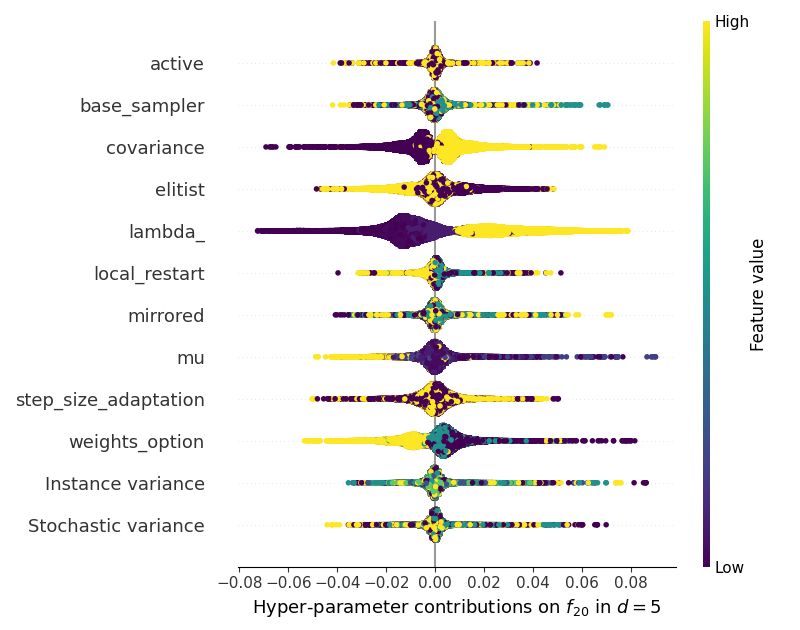 High
active
base_sampler
covariance
elitist
lambda_
local_restart
mirrored
mu
step_size_adaptation
weights_option
Instance variance
Stochastic variance
Feature value
Low
−0.08 −0.06 −0.04 −0.02 0.00 0.02 0.04 0.06 0.08
Hyper-parameter contributions on f₂₀ in d = 5